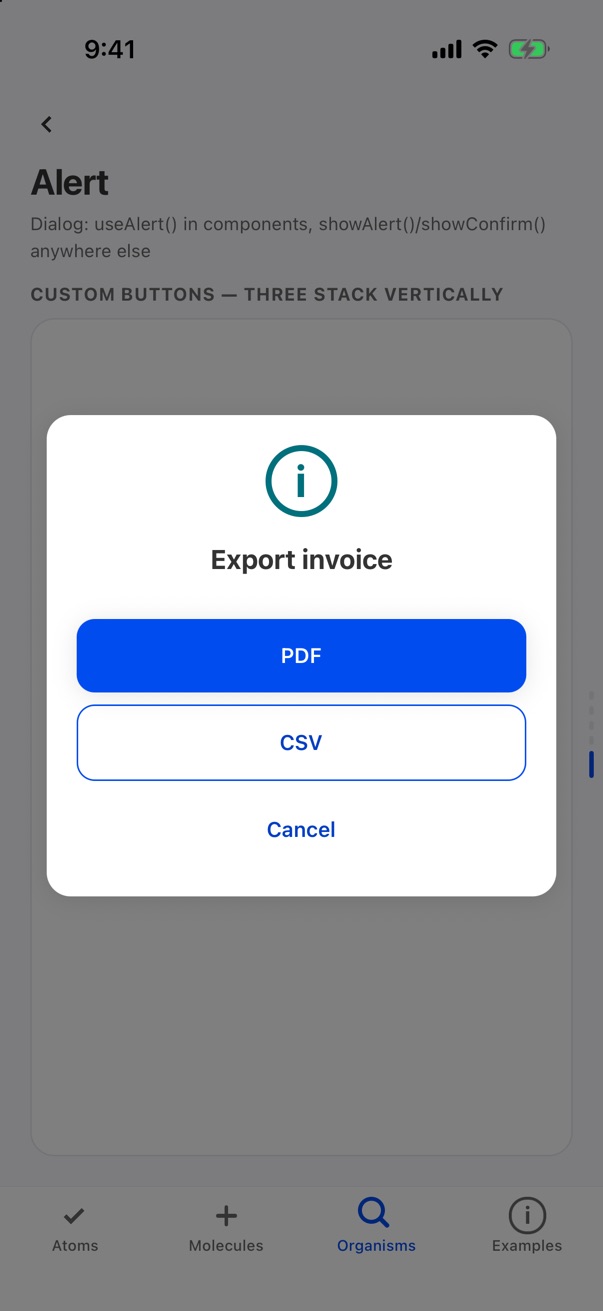 9:41
Alert
Dialog: useAlert() in components, showAlert()/showConfirm()
anywhere else
CUSTOM BUTTONS — THREE STACK VERTICALLY
Export invoice
PDF
CSV
Cancel
Atoms
Molecules
Organisms
Examples